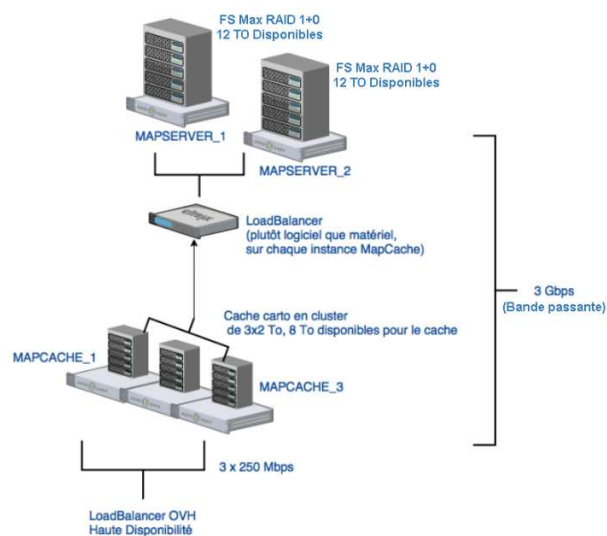 FS Max RAID 1+0
12 TO Disponibles
FS Max RAID 1+0
12 TO Disponibles
MAPSERVER_1
MAPSERVER_2
citrix
LoadBalancer
(plutôt logiciel que matériel,
sur chaque instance MapCache)
3 Gbps
(Bande passante)
Cache carto en cluster
de 3x2 To, 8 To disponibles pour le cache
MAPCACHE_1
MAPCACHE_3
3 x 250 Mbps
LoadBalancer OVH
Haute Disponibilité